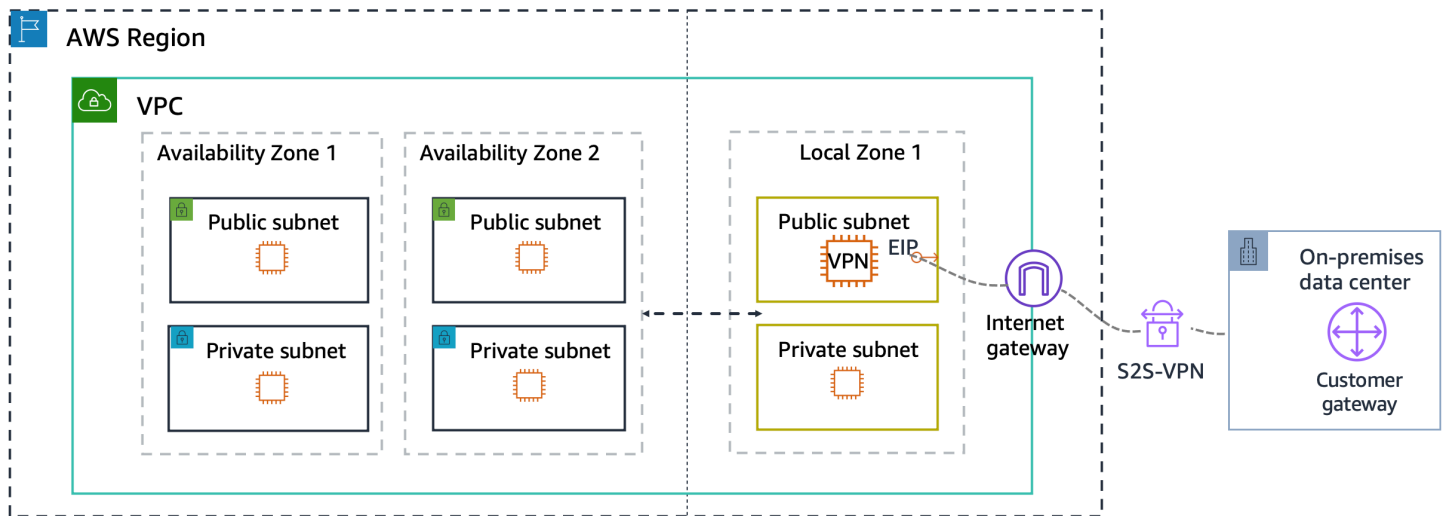 AWS Region
VPC
Availability Zone 1
Availability Zone 2
Local Zone 1
Public subnet
Public subnet
Public subnet
VPN
EIP
Private subnet
Private subnet
Private subnet
Internet
gateway
S2S-VPN
On-premises
data center
Customer
gateway